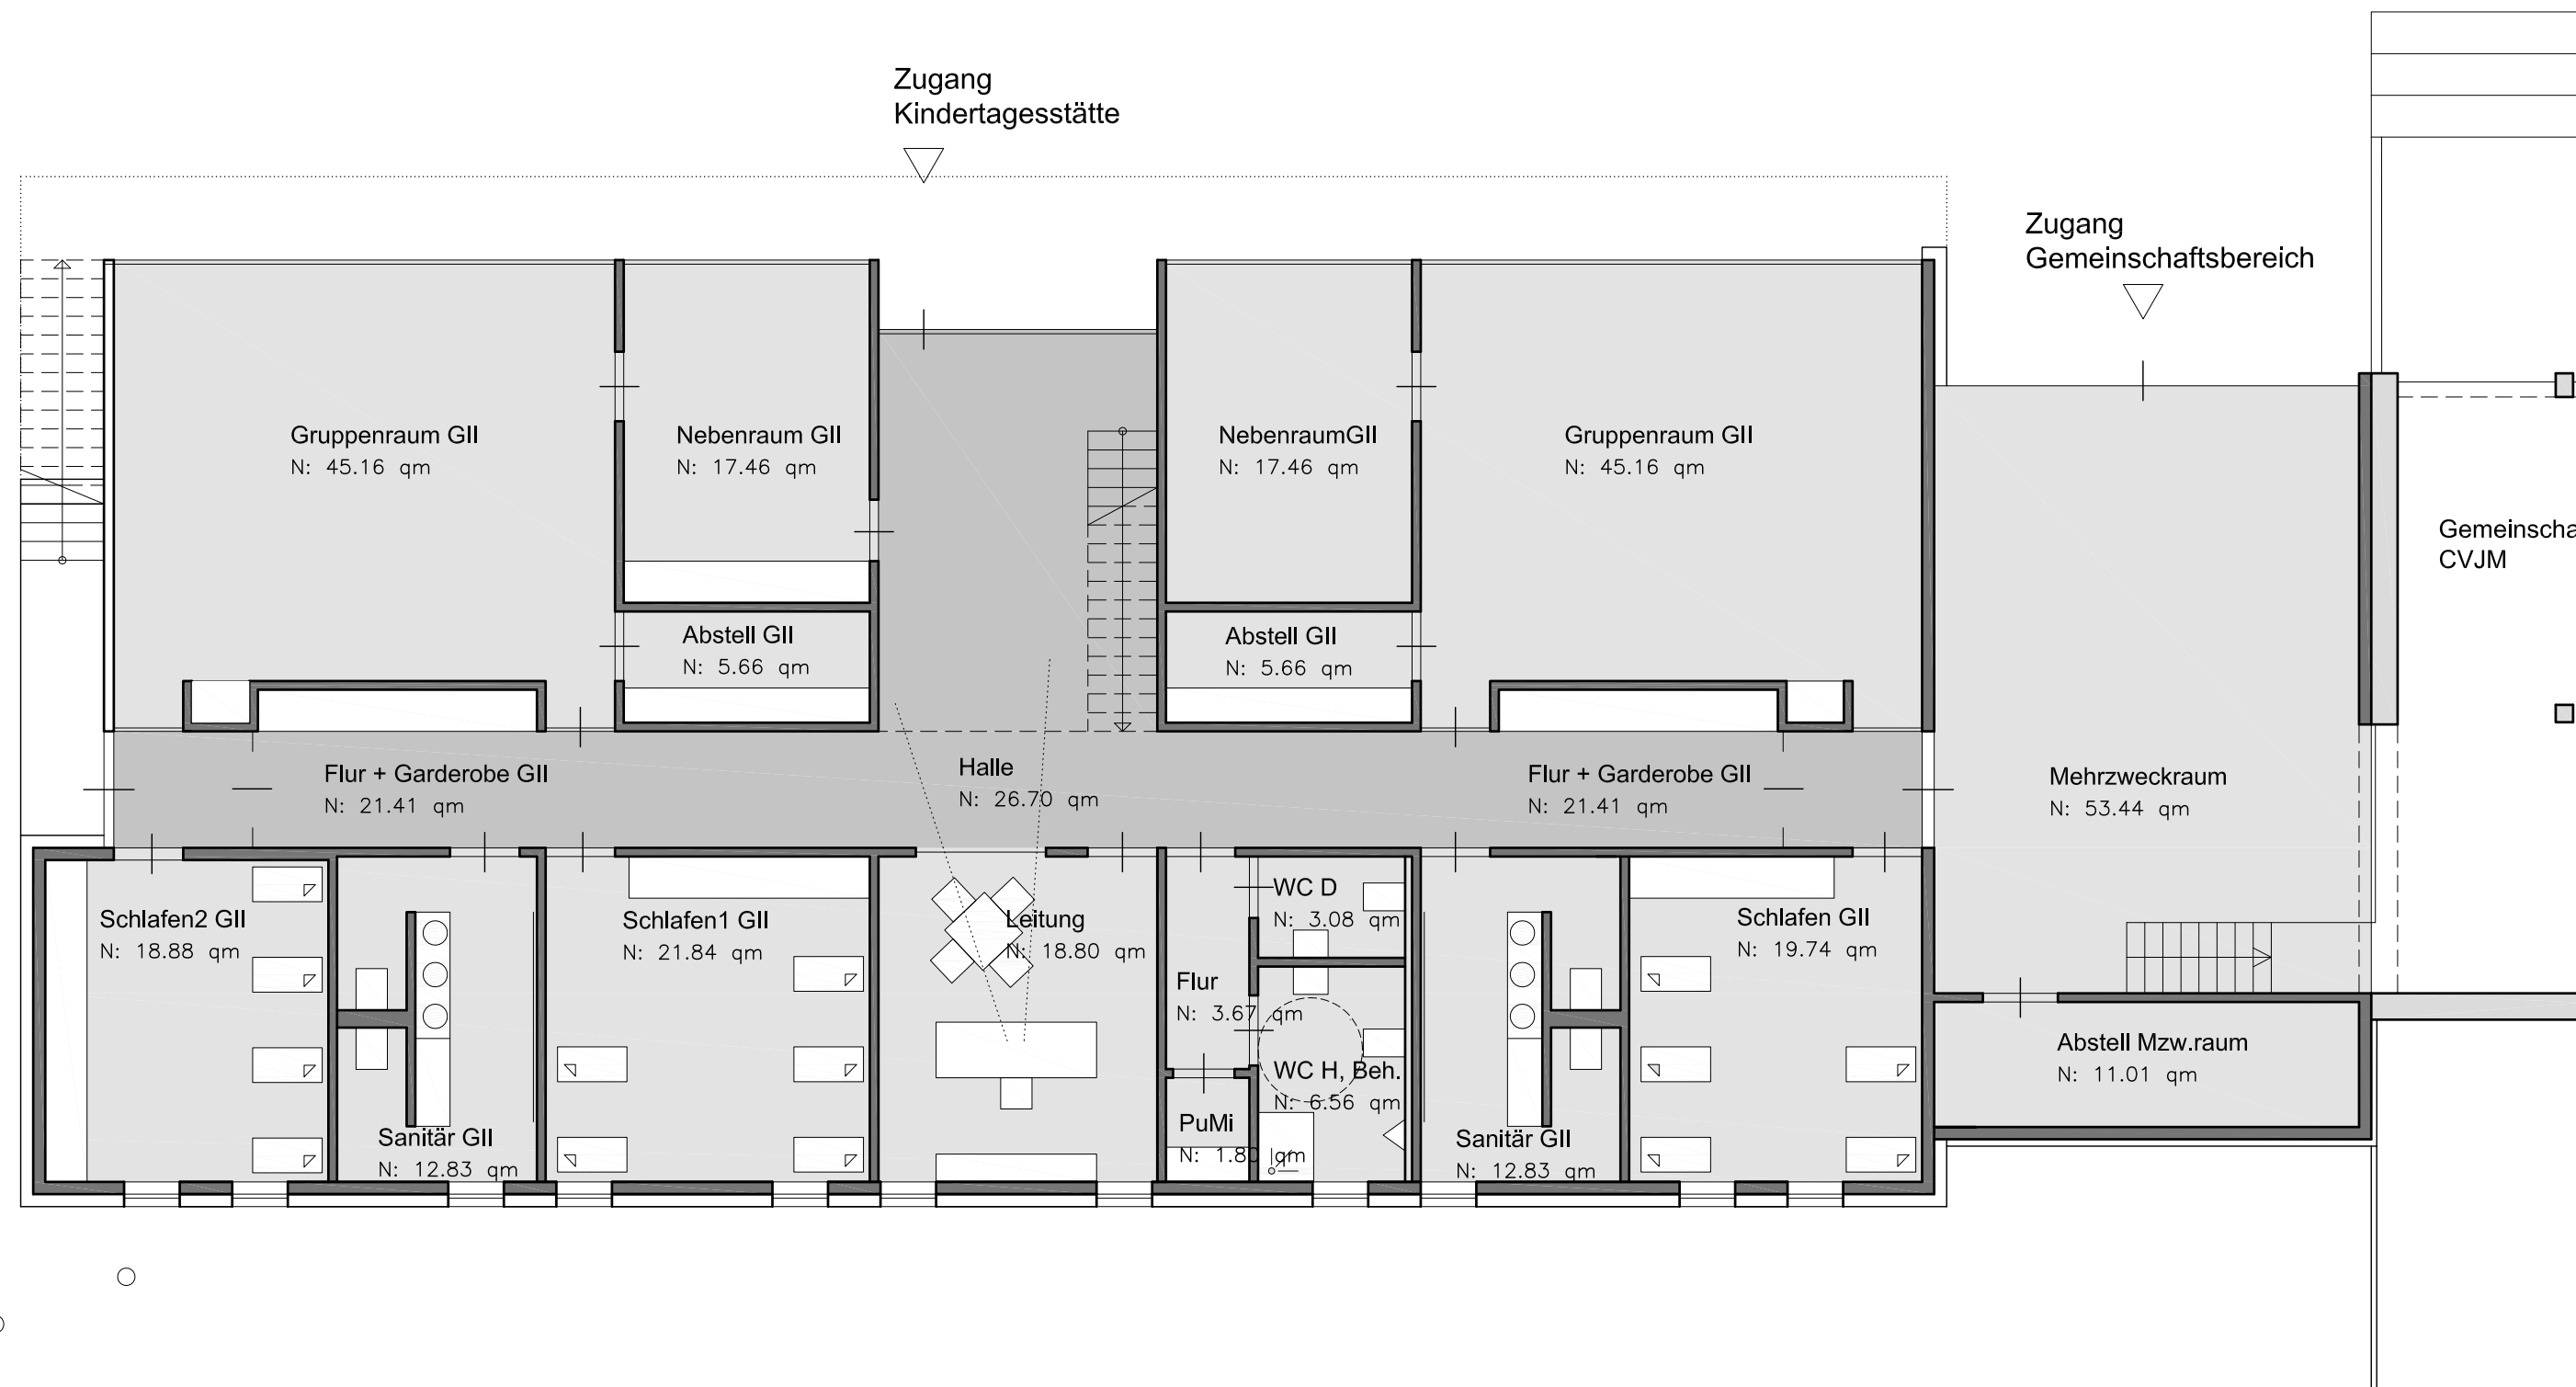 Zugang
Kindertagesstätte
Zugang
Gemeinschaftsbereich
Gruppenraum GII
N: 45.16 qm
Nebenraum GII
N: 17.46 qm
NebenraumGII
N: 17.46 qm
Gruppenraum GII
N: 45.16 qm
Gemeinscha
CVJM
Abstell GII
N: 5.66 qm
Abstell GII
N: 5.66 qm
Flur + Garderobe GII
N: 21.41 qm
Halle
N: 26.70 qm
Flur + Garderobe GII
N: 21.41 qm
Mehrzweckraum
N: 53.44 qm
Schlafen2 GII
N: 18.88 qm
Sanitär GII
N: 12.83 qm
Schlafen1 GII
N: 21.84 qm
Leitung
N: 18.80 qm
Flur
N: 3.67 qm
PuMi
N: 1.80 qm
WC D
N: 3.08 qm
WC H, Beh.
N: 6.56 qm
Sanitär GII
N: 12.83 qm
Schlafen GII
N: 19.74 qm
Abstell Mzw.raum
N: 11.01 qm